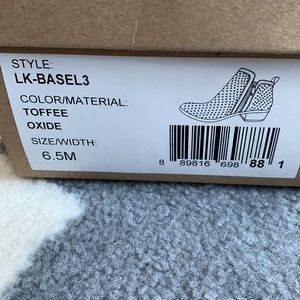 STYLE:
LK-BASEL3
COLOR/MATERIAL:
TOFFEE
OXIDE
SIZE/WIDTH:
6.5M
8 89816 698 88 1